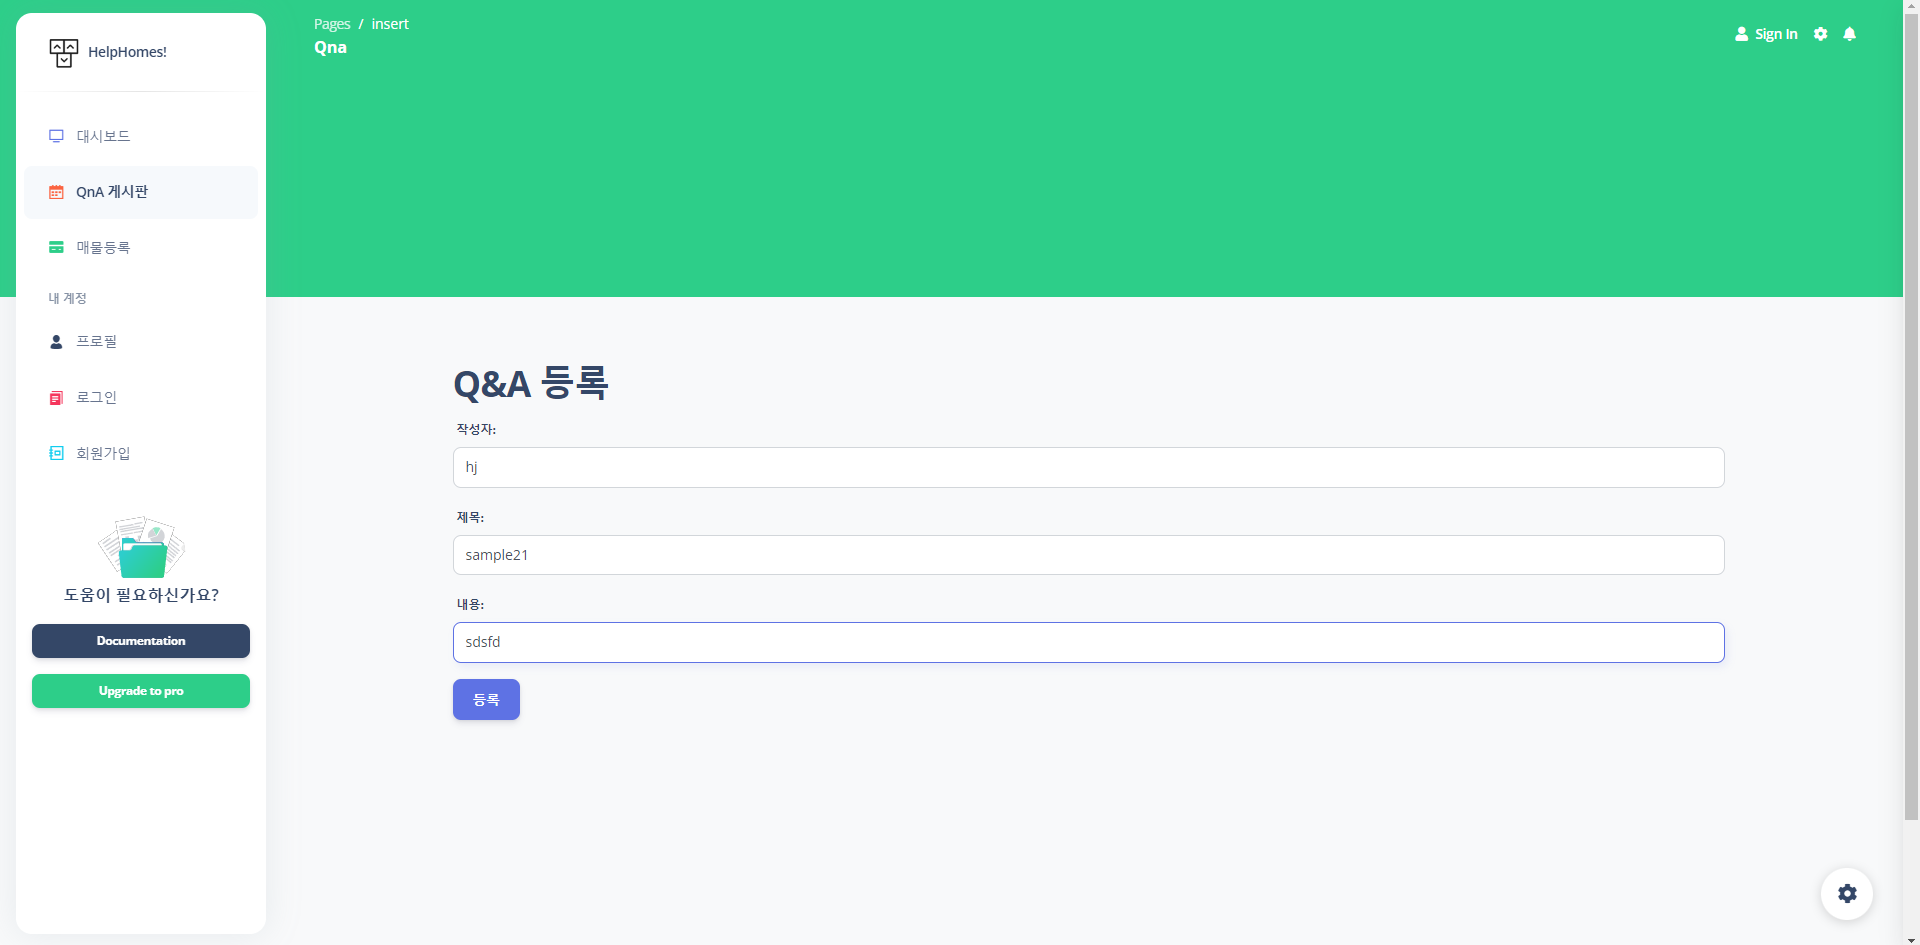 HelpHomes!
대시보드
QnA 게시판
매물등록
내 계정
프로필
로그인
회원가입
도움이 필요하신가요?
Documentation
Upgrade to pro
Pages / insert
Qna
Sign In
Q&A 등록
작성자:
hj
제목:
sample21
내용:
sdsfd
등록